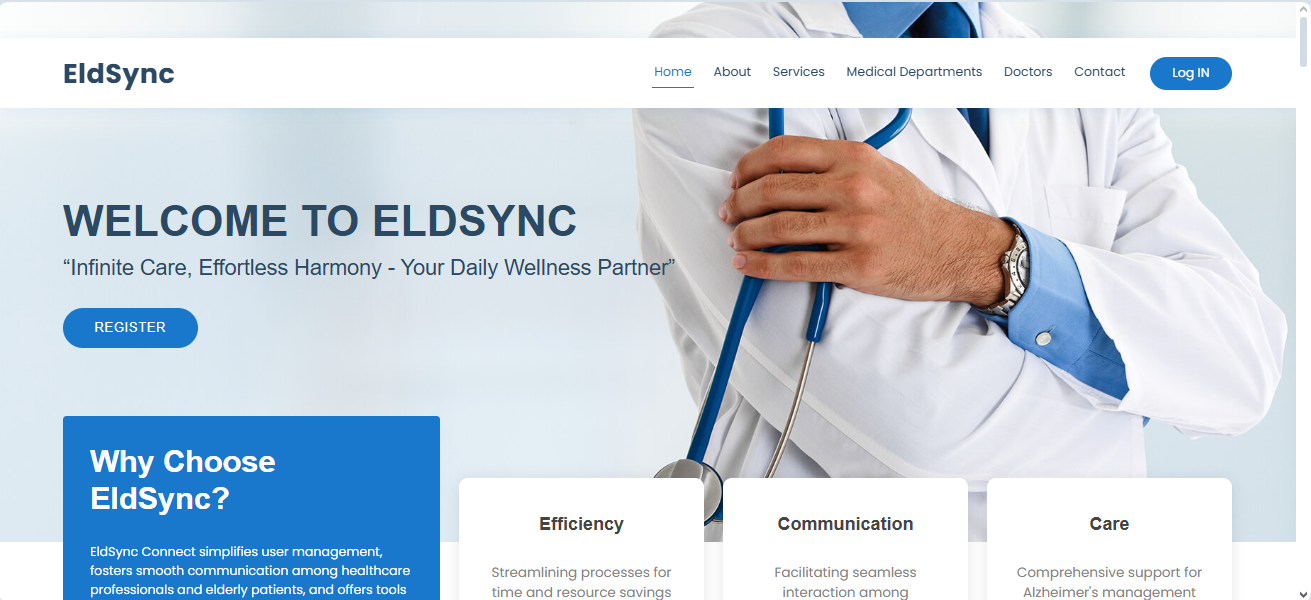 EldSync
Home About Services Medical Departments Doctors Contact Log IN
WELCOME TO ELDSYNC
“Infinite Care, Effortless Harmony - Your Daily Wellness Partner”
REGISTER
Why Choose
EldSync?
EldSync Connect simplifies user management,
fosters smooth communication among healthcare
professionals and elderly patients, and offers tools
Efficiency
Streamlining processes for
time and resource savings
Communication
Facilitating seamless
interaction among
Care
Comprehensive support for
Alzheimer's management